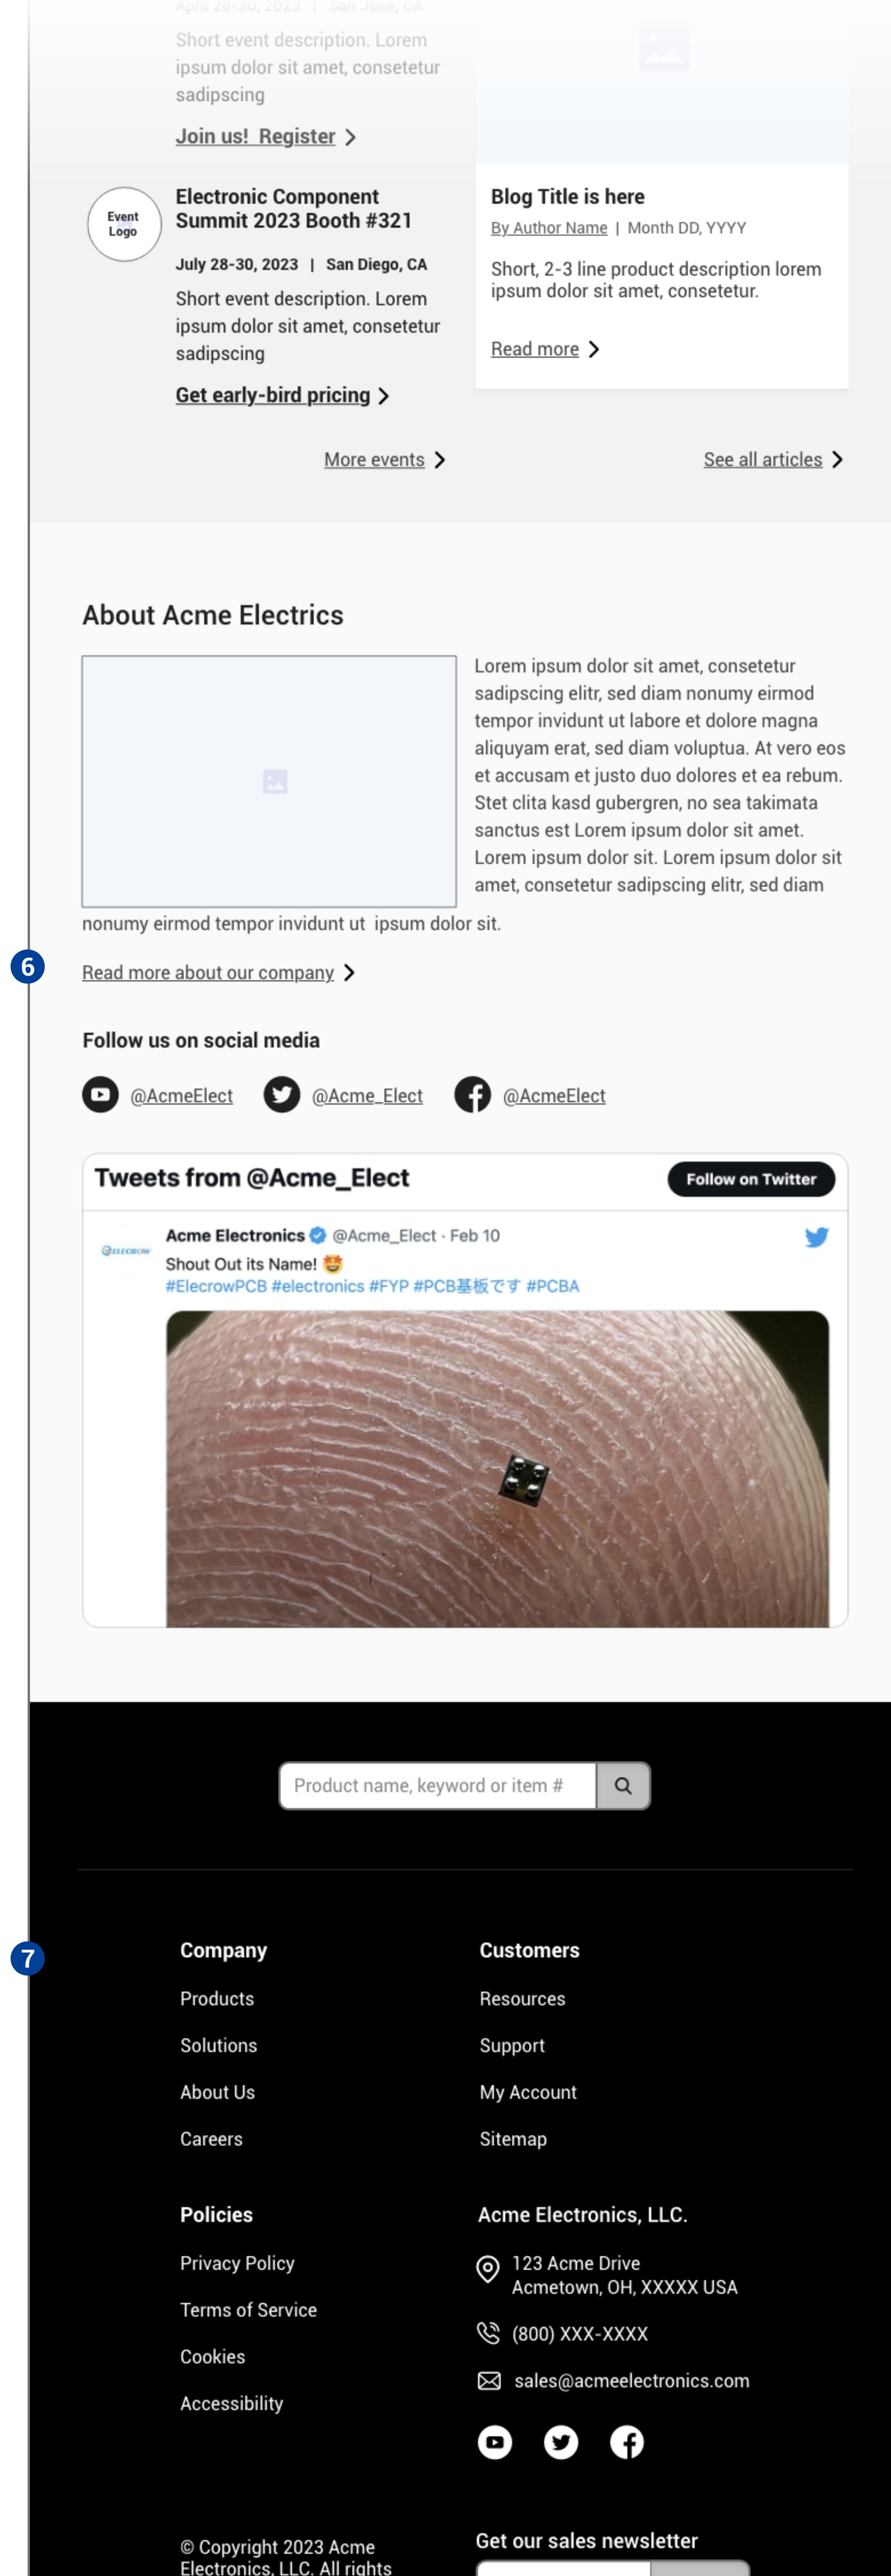 April 28-30, 2023 | San Jose, CA
Short event description. Lorem
ipsum dolor sit amet, consetetur
sadipscing
Join us! Register
Event
Logo
Electronic Component
Summit 2023 Booth #321
July 28-30, 2023 | San Diego, CA
Short event description. Lorem
ipsum dolor sit amet, consetetur
sadipscing
Get early-bird pricing
More events
Blog Title is here
By Author Name | Month DD, YYYY
Short, 2-3 line product description lorem
ipsum dolor sit amet, consetetur.
Read more
See all articles
About Acme Electrics
Lorem ipsum dolor sit amet, consetetur
sadipscing elitr, sed diam nonumy eirmod
tempor invidunt ut labore et dolore magna
aliquyam erat, sed diam voluptua. At vero eos
et accusam et justo duo dolores et ea rebum.
Stet clita kasd gubergren, no sea takimata
sanctus est Lorem ipsum dolor sit amet.
Lorem ipsum dolor sit. Lorem ipsum dolor sit
amet, consetetur sadipscing elitr, sed diam
nonumy eirmod tempor invidunt ut ipsum dolor sit.
6
Read more about our company
Follow us on social media
@AcmeElect @Acme_Elect @AcmeElect
Tweets from @Acme_Elect
Follow on Twitter
ELECROW
Acme Electronics @Acme_Elect · Feb 10
Shout Out its Name! 🤩
#ElecrowPCB #electronics #FYP #PCB基板です #PCBA
Product name, keyword or item #
7
Company
Products
Solutions
About Us
Careers
Customers
Resources
Support
My Account
Sitemap
Policies
Privacy Policy
Terms of Service
Cookies
Accessibility
Acme Electronics, LLC.
123 Acme Drive
Acmetown, OH, XXXXX USA
(800) XXX-XXXX
sales@acmeelectronics.com
© Copyright 2023 Acme
Electronics, LLC. All rights
Get our sales newsletter